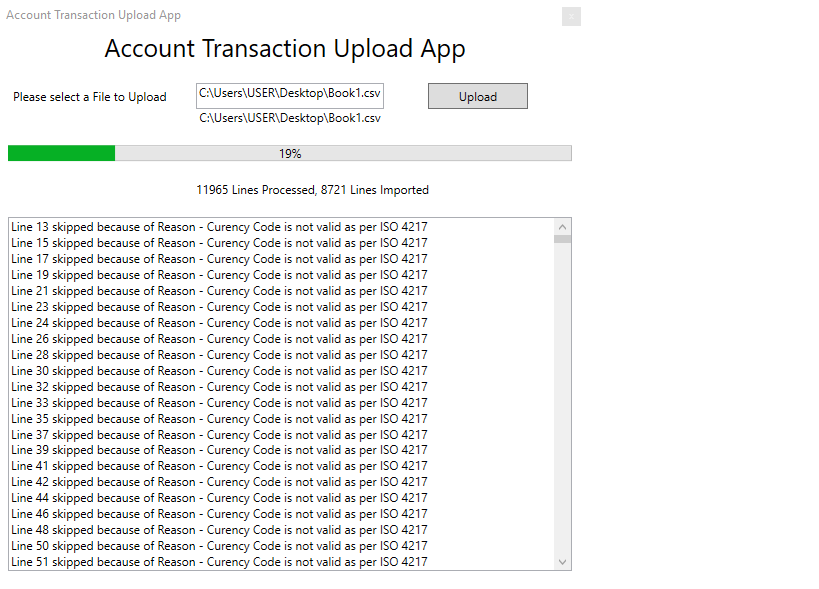 Account Transaction Upload App
x
Account Transaction Upload App
Please select a File to Upload
C:\Users\USER\Desktop\Book1.csv
Upload
C:\Users\USER\Desktop\Book1.csv
19%
11965 Lines Processed, 8721 Lines Imported
Line 13 skipped because of Reason - Curency Code is not valid as per ISO 4217
Line 15 skipped because of Reason - Curency Code is not valid as per ISO 4217
Line 17 skipped because of Reason - Curency Code is not valid as per ISO 4217
Line 19 skipped because of Reason - Curency Code is not valid as per ISO 4217
Line 21 skipped because of Reason - Curency Code is not valid as per ISO 4217
Line 23 skipped because of Reason - Curency Code is not valid as per ISO 4217
Line 24 skipped because of Reason - Curency Code is not valid as per ISO 4217
Line 26 skipped because of Reason - Curency Code is not valid as per ISO 4217
Line 28 skipped because of Reason - Curency Code is not valid as per ISO 4217
Line 30 skipped because of Reason - Curency Code is not valid as per ISO 4217
Line 32 skipped because of Reason - Curency Code is not valid as per ISO 4217
Line 33 skipped because of Reason - Curency Code is not valid as per ISO 4217
Line 35 skipped because of Reason - Curency Code is not valid as per ISO 4217
Line 37 skipped because of Reason - Curency Code is not valid as per ISO 4217
Line 39 skipped because of Reason - Curency Code is not valid as per ISO 4217
Line 41 skipped because of Reason - Curency Code is not valid as per ISO 4217
Line 42 skipped because of Reason - Curency Code is not valid as per ISO 4217
Line 44 skipped because of Reason - Curency Code is not valid as per ISO 4217
Line 46 skipped because of Reason - Curency Code is not valid as per ISO 4217
Line 48 skipped because of Reason - Curency Code is not valid as per ISO 4217
Line 50 skipped because of Reason - Curency Code is not valid as per ISO 4217
Line 51 skipped because of Reason - Curency Code is not valid as per ISO 4217